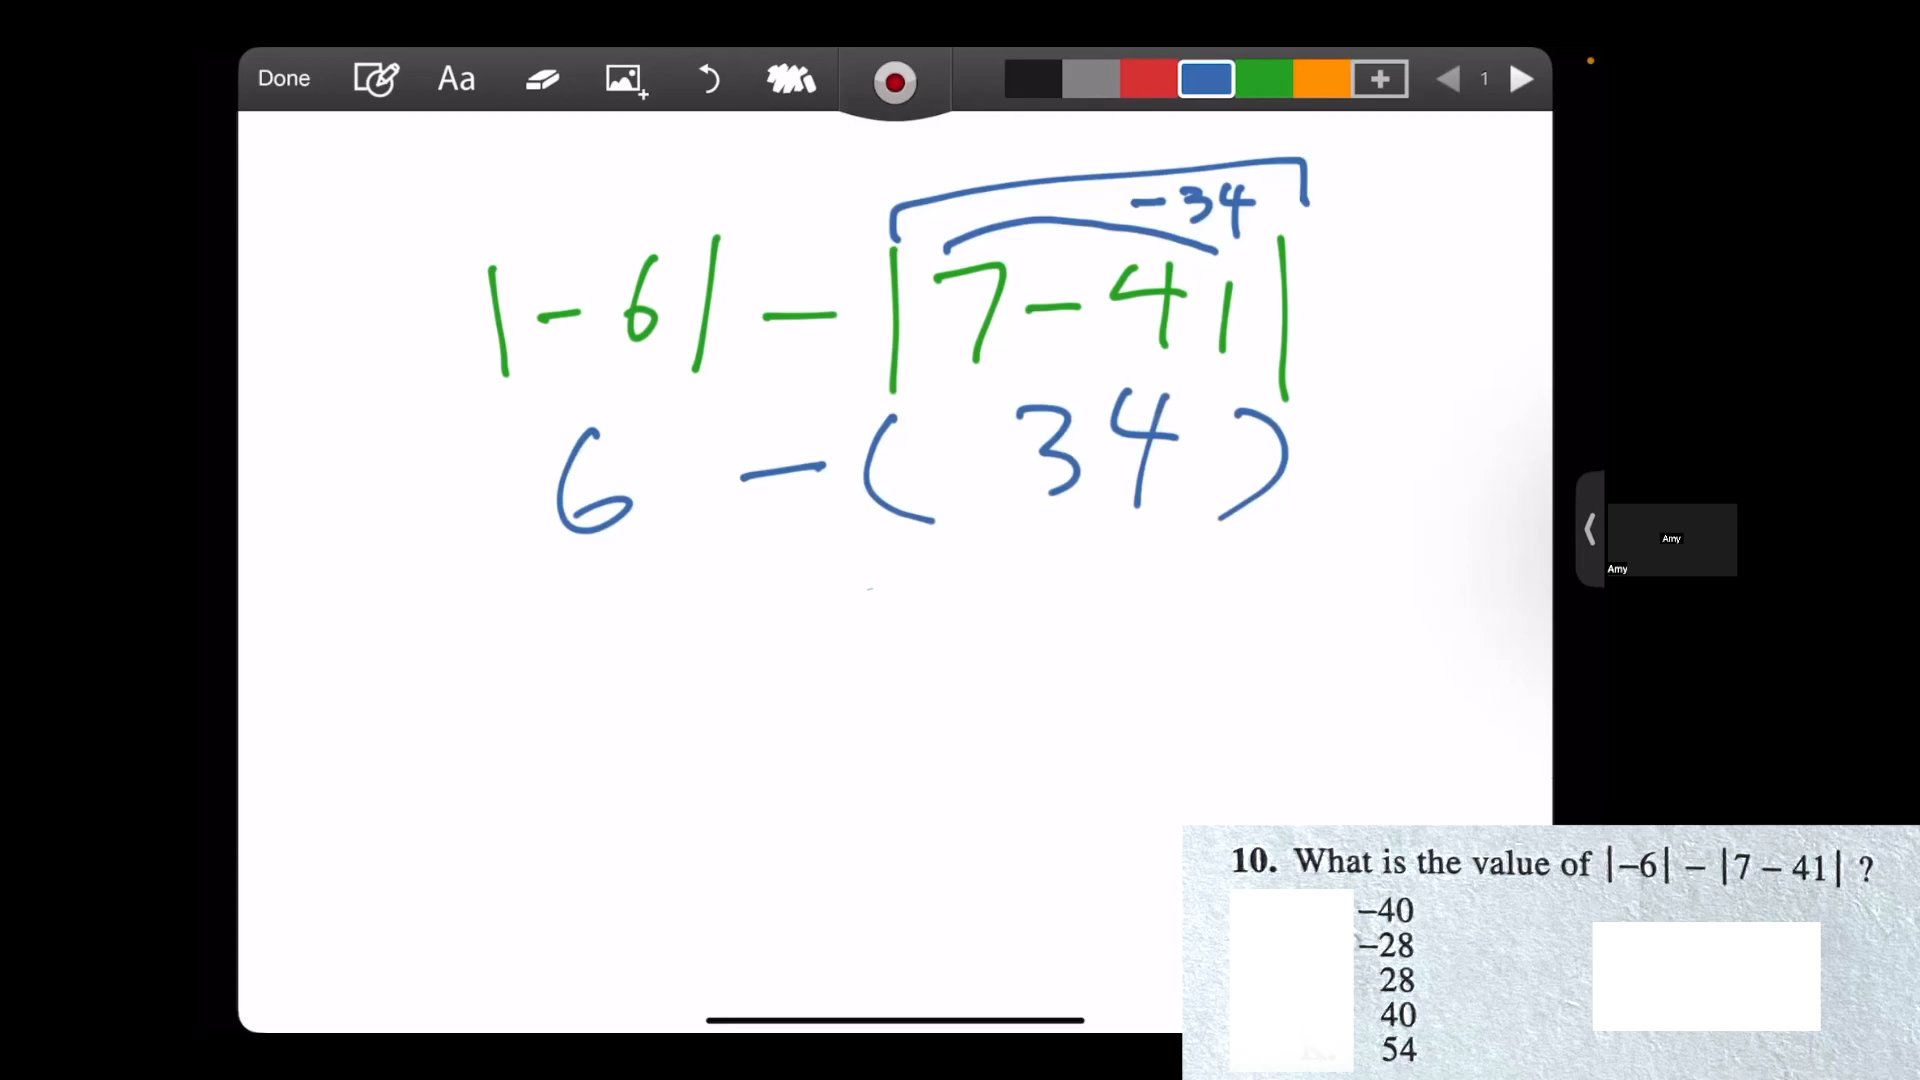 Done Aa 1
-34
|-6| - |7-41|
6 - ( 34 )
Amy
Amy
10. What is the value of |−6| − |7 − 41| ?
−40
−28
28
40
54